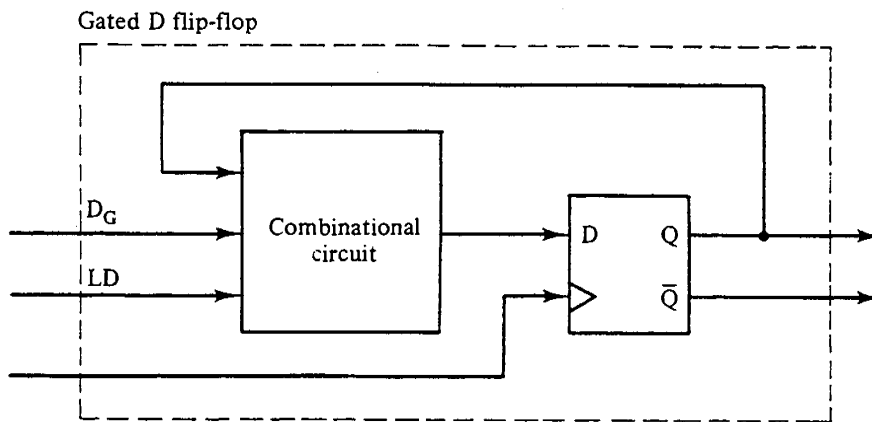 Gated D flip-flop
D_G
Combinational
circuit
D Q
LD
Q̅